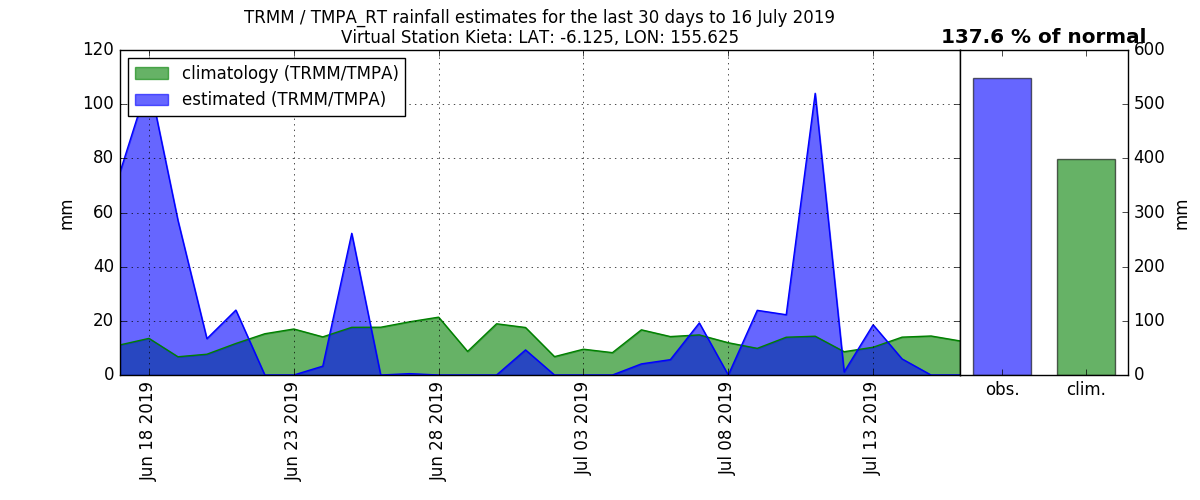 TRMM / TMPA_RT rainfall estimates for the last 30 days to 16 July 2019
Virtual Station Kieta: LAT: -6.125, LON: 155.625
137.6 % of normal
climatology (TRMM/TMPA)
estimated (TRMM/TMPA)
120
100
80
60
40
20
0
mm
Jun 18 2019
Jun 23 2019
Jun 28 2019
Jul 03 2019
Jul 08 2019
Jul 13 2019
600
500
400
300
200
100
0
mm
obs.
clim.